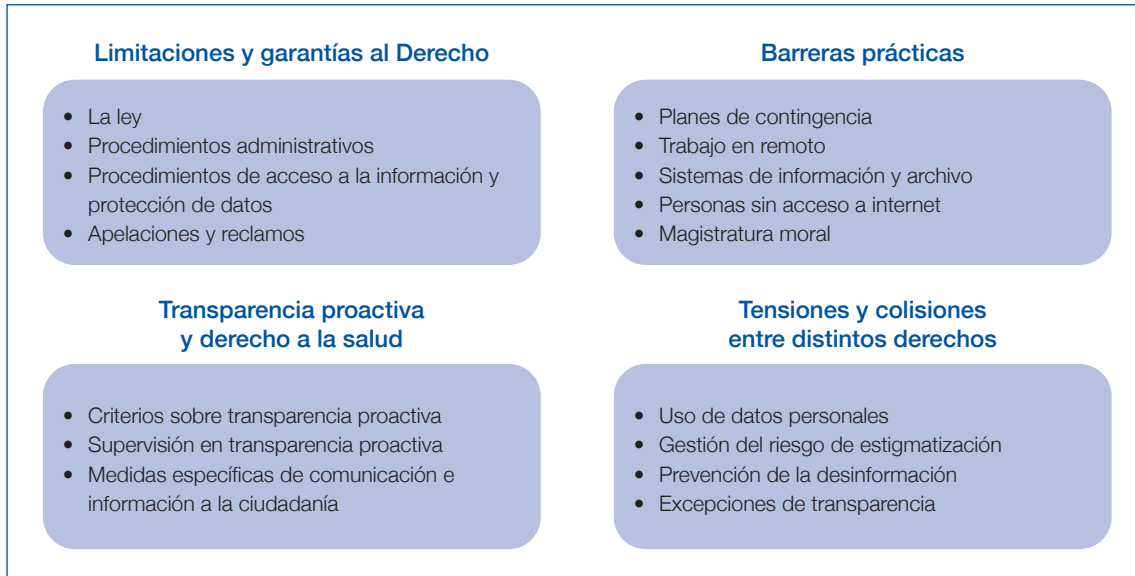 Limitaciones y garantías al Derecho
• La ley
• Procedimientos administrativos
• Procedimientos de acceso a la información y
protección de datos
• Apelaciones y reclamos
Barreras prácticas
• Planes de contingencia
• Trabajo en remoto
• Sistemas de información y archivo
• Personas sin acceso a internet
• Magistratura moral
Transparencia proactiva
y derecho a la salud
• Criterios sobre transparencia proactiva
• Supervisión en transparencia proactiva
• Medidas específicas de comunicación e
información a la ciudadanía
Tensiones y colisiones
entre distintos derechos
• Uso de datos personales
• Gestión del riesgo de estigmatización
• Prevención de la desinformación
• Excepciones de transparencia